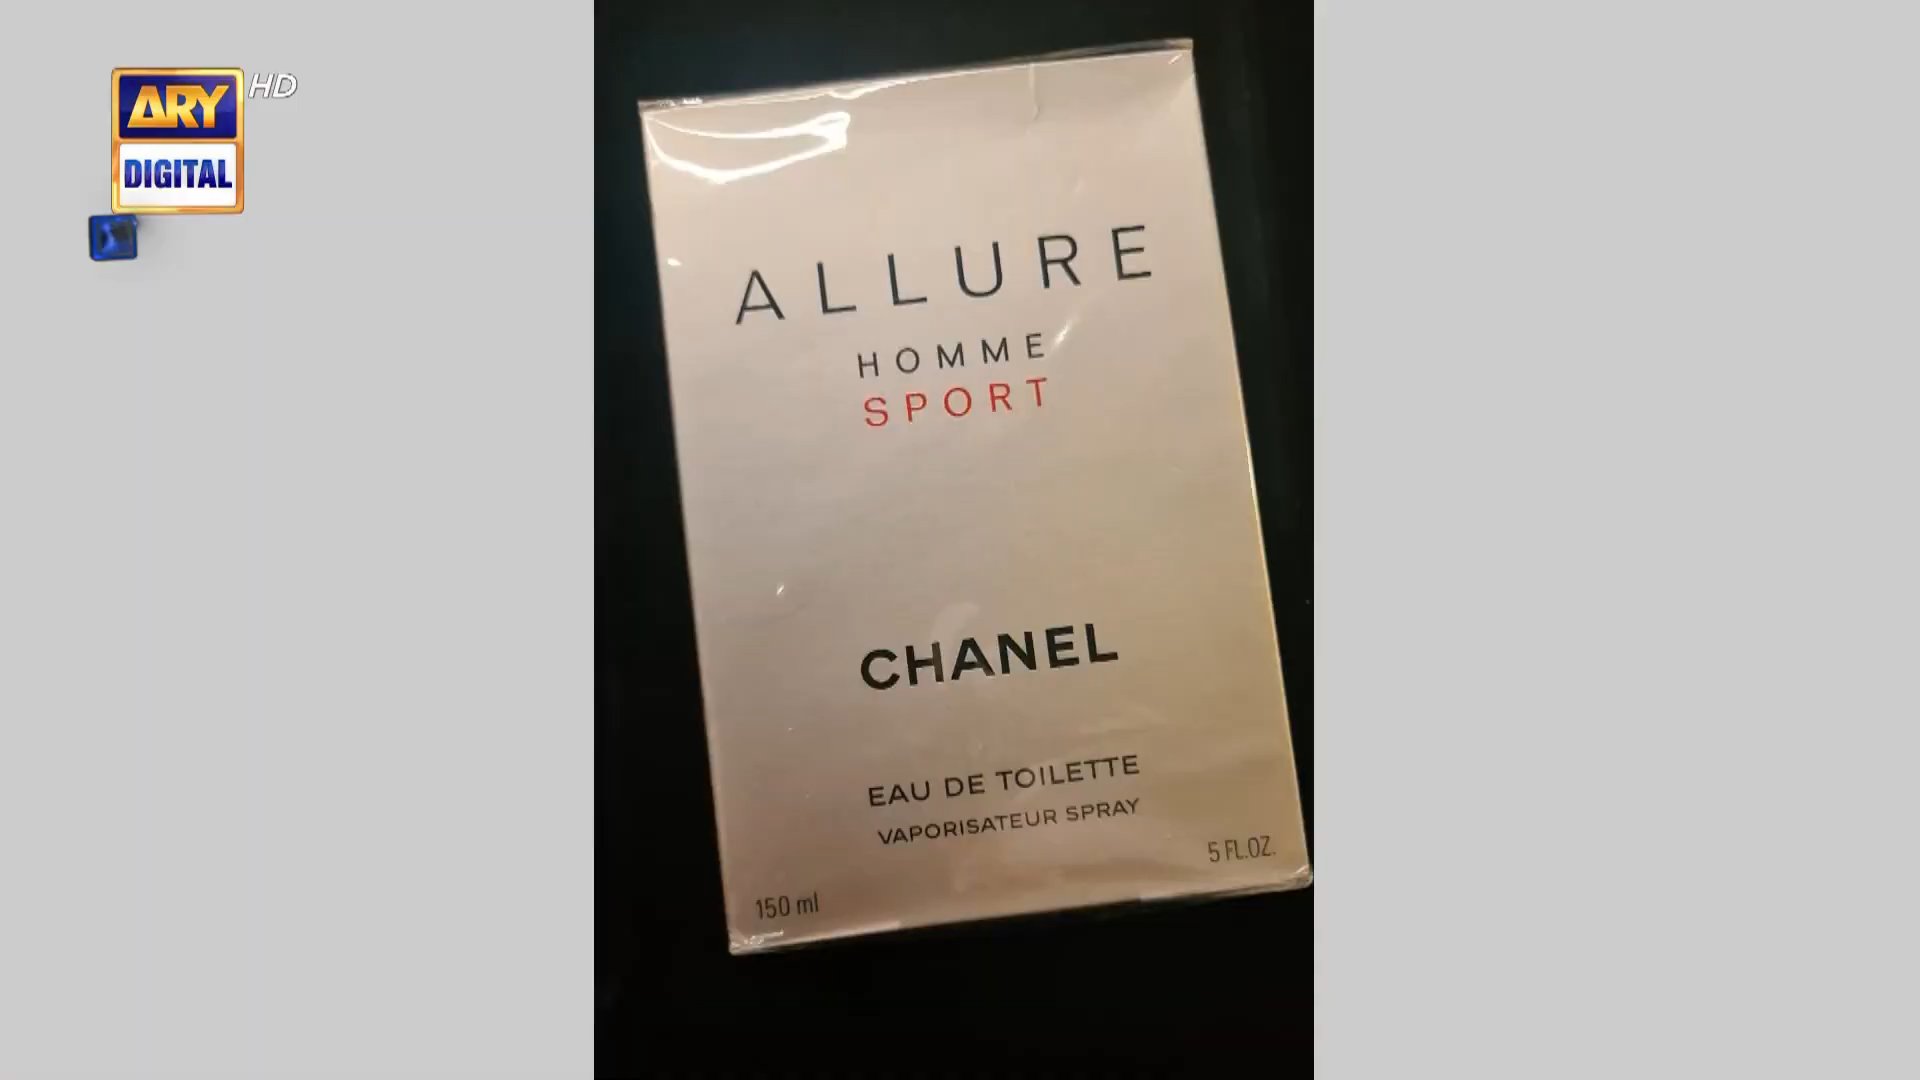 ARY
DIGITAL
HD
ALLURE
HOMME
SPORT
CHANEL
EAU DE TOILETTE
VAPORISATEUR SPRAY
150 ml
5 FL.OZ.